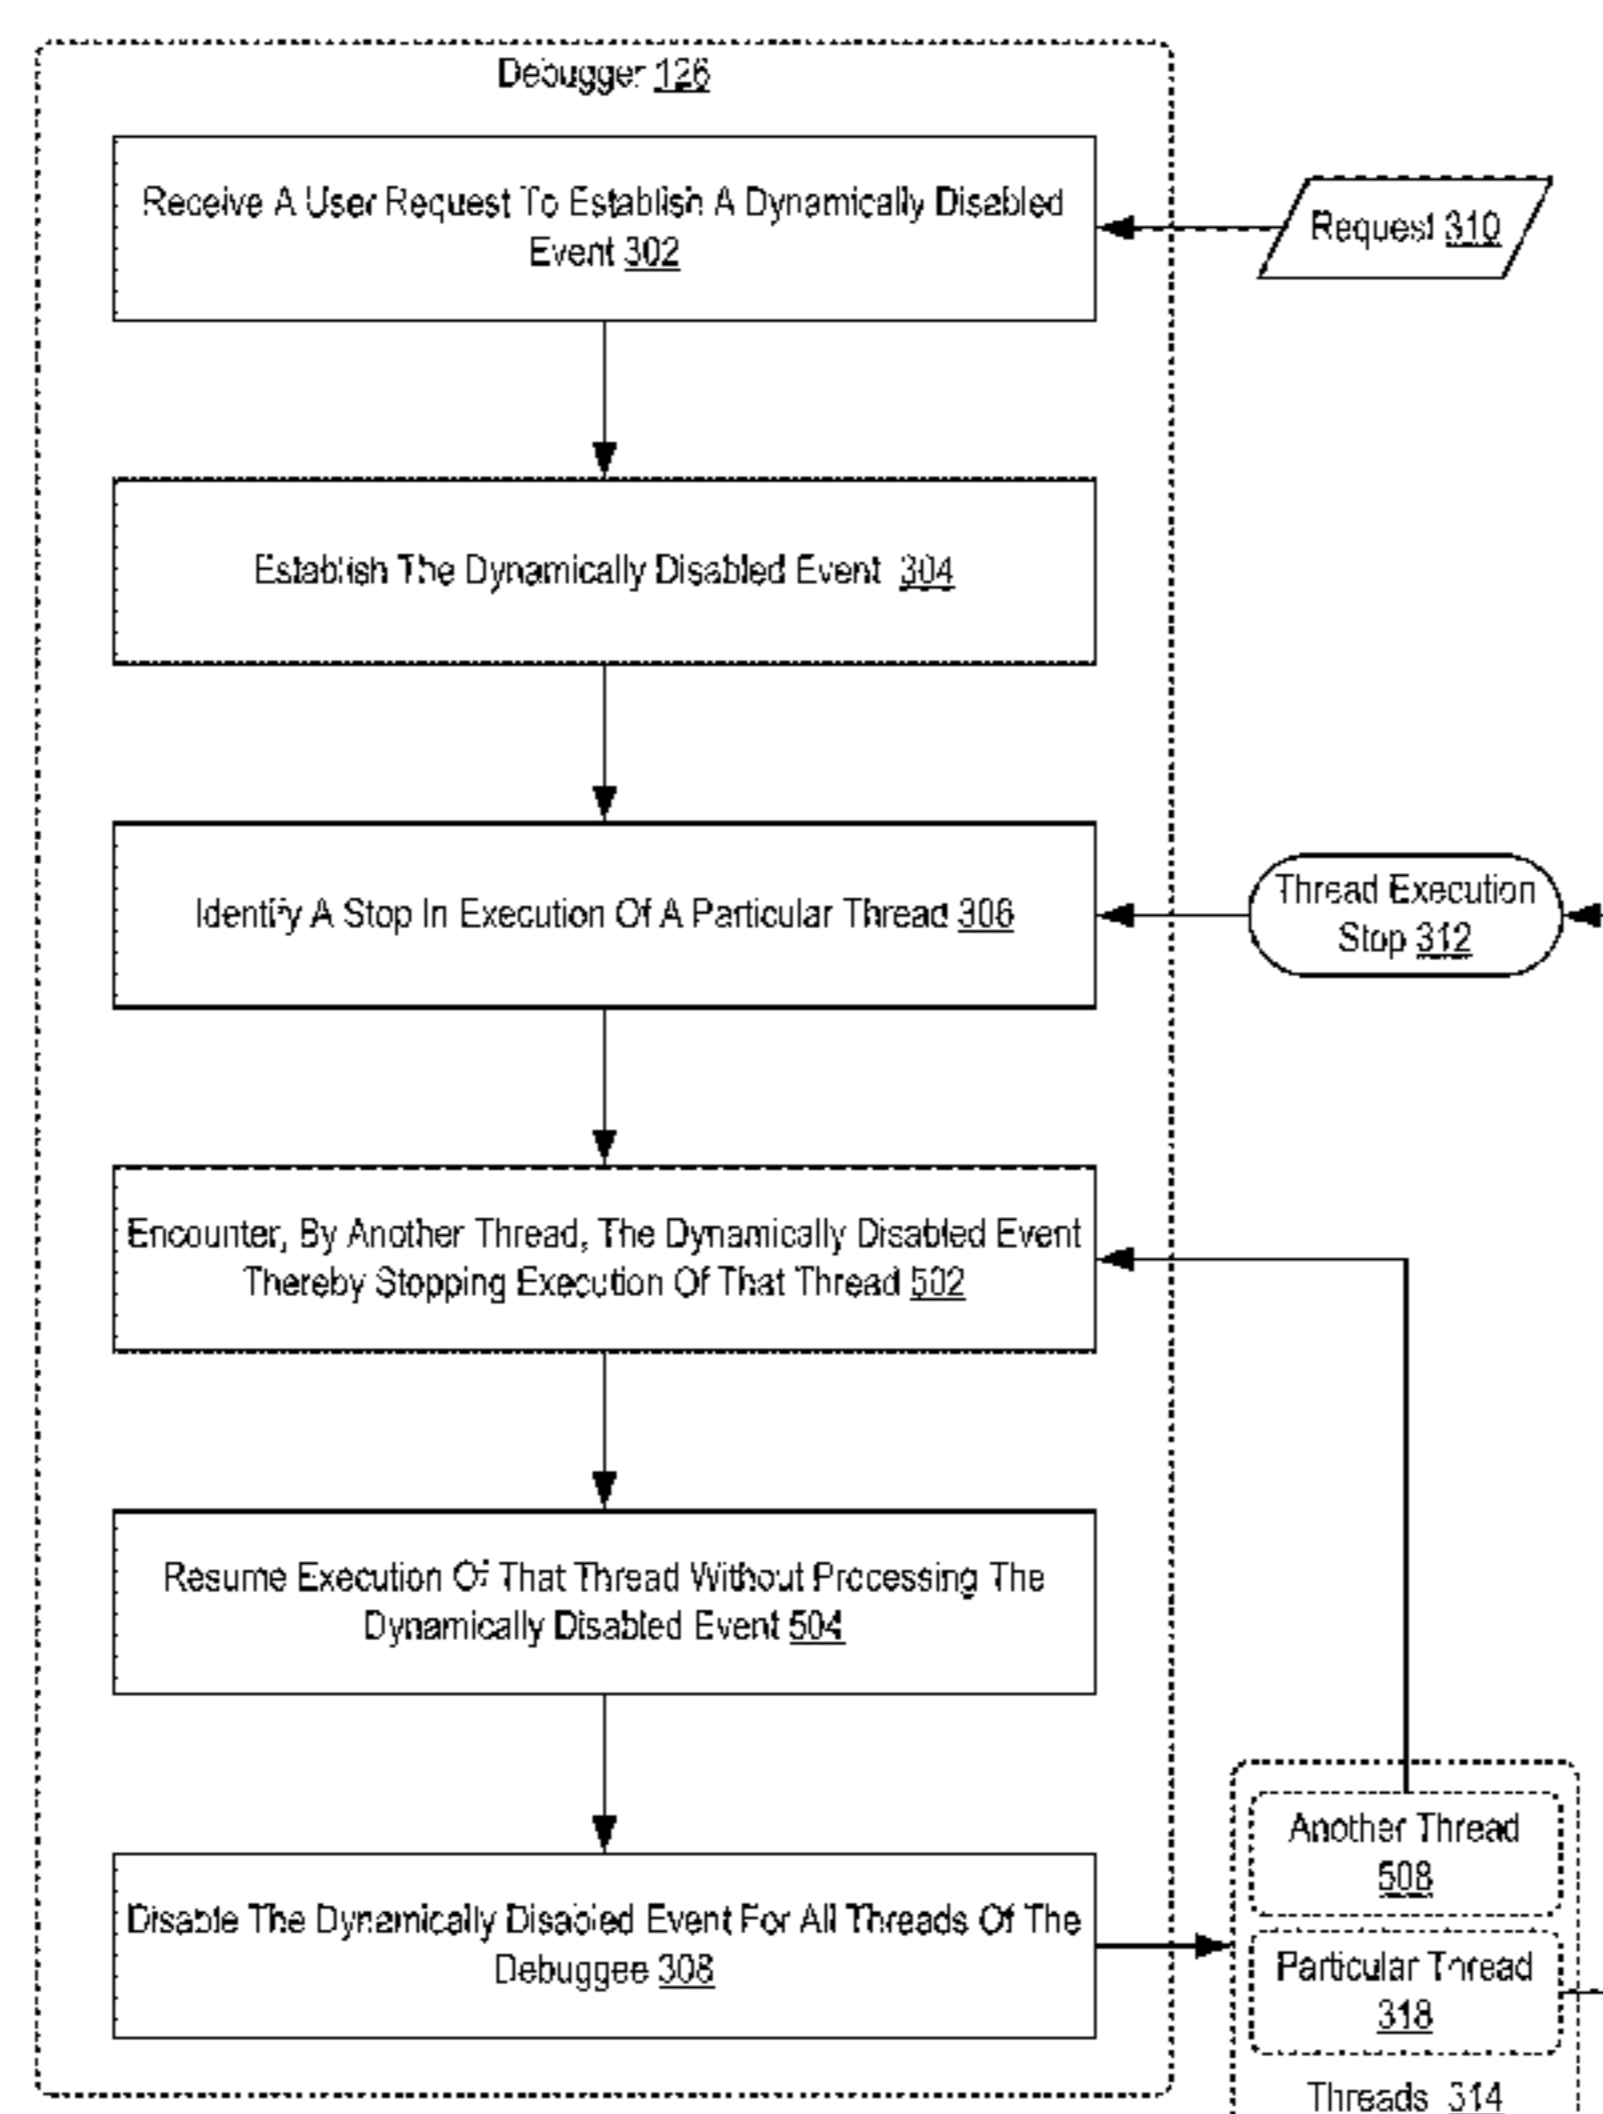 Debugger 126
Receive A User Request To Establish A Dynamically Disabled
Event 302
Request 310
Establish The Dynamically Disabled Event 304
Identify A Stop In Execution Of A Particular Thread 306
Thread Execution
Stop 312
Encounter, By Another Thread, The Dynamically Disabled Event
Thereby Stopping Execution Of That Thread 502
Resume Execution Of That Thread Without Processing The
Dynamically Disabled Event 504
Another Thread
508
Disable The Dynamically Disabled Event For All Threads Of The
Debuggee 308
Particular Thread
318
Threads 314